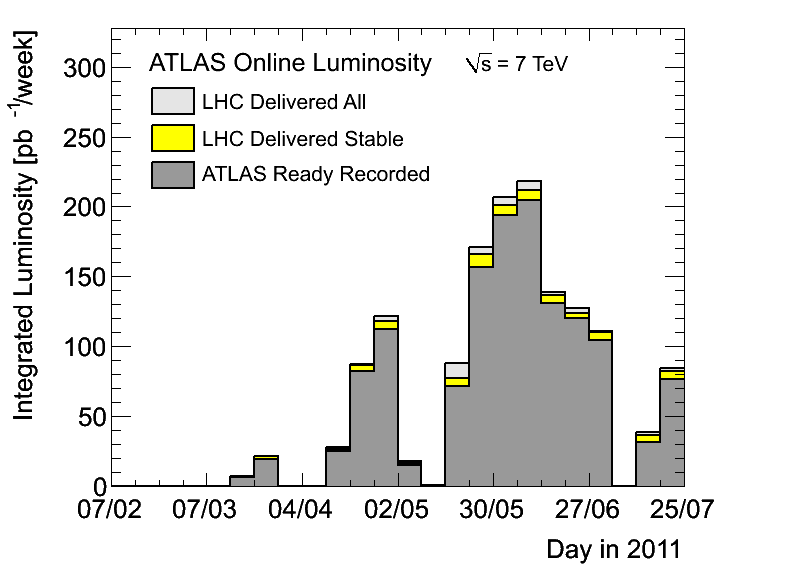 ATLAS Online Luminosity √s = 7 TeV
LHC Delivered All
LHC Delivered Stable
ATLAS Ready Recorded
Integrated Luminosity [pb ⁻¹/week]
300
250
200
150
100
50
0
07/02 07/03 04/04 02/05 30/05 27/06 25/07
Day in 2011